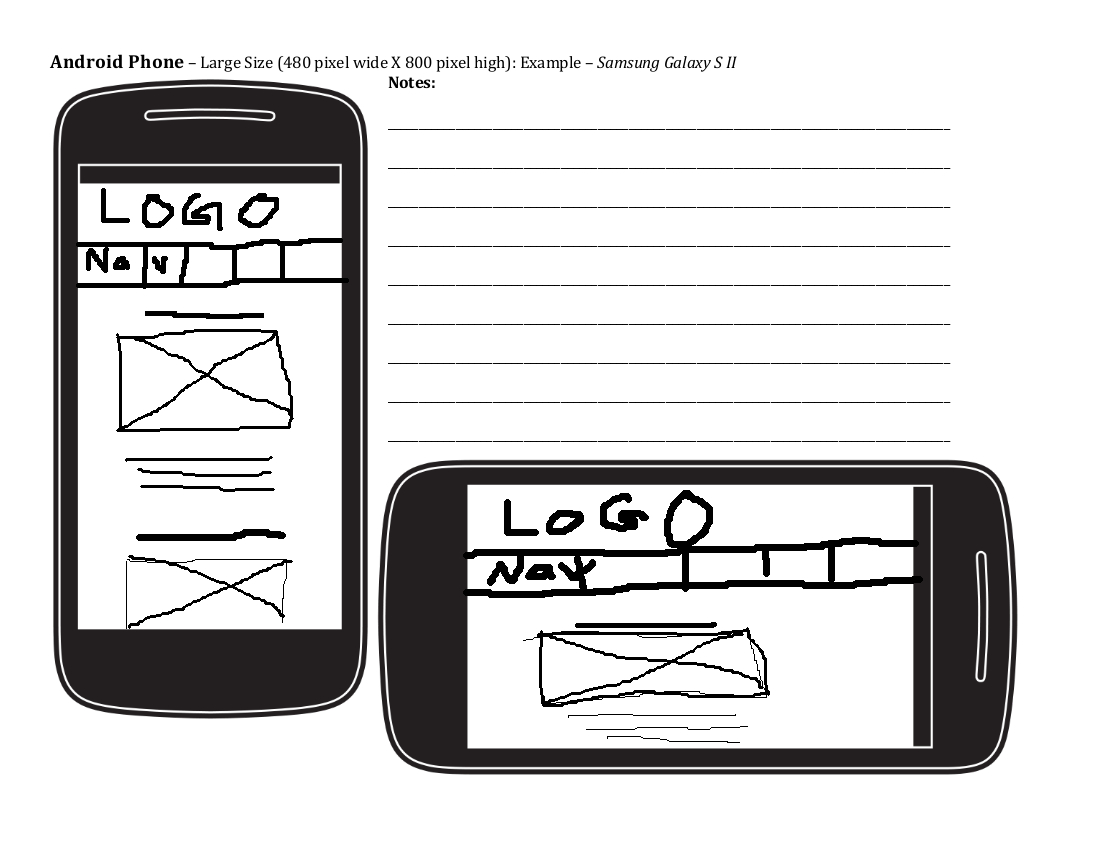 Android Phone – Large Size (480 pixel wide X 800 pixel high): Example – Samsung Galaxy S II
Notes:
LOGO
Nav
LOGO
Nav